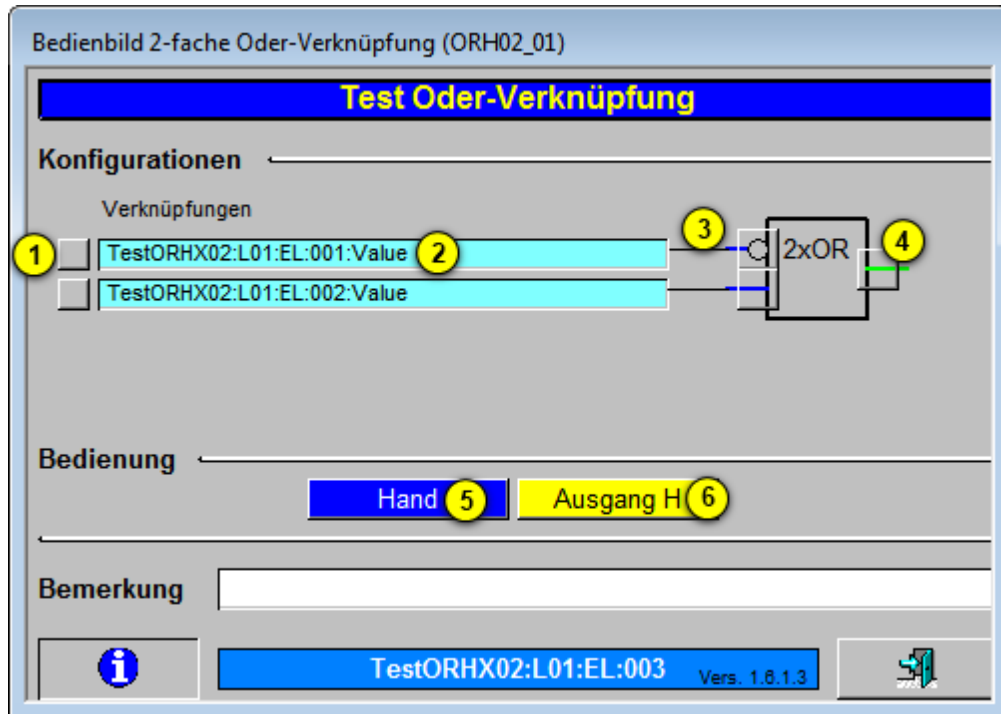 Bedienbild 2-fache Oder-Verknüpfung (ORH02_01)
Test Oder-Verknüpfung
Konfigurationen
Verknüpfungen
1 TestORHX02:L01:EL:001:Value 2 3 2xOR 4
TestORHX02:L01:EL:002:Value
Bedienung
Hand 5 Ausgang H 6
Bemerkung
i TestORHX02:L01:EL:003 Vers. 1.6.1.3